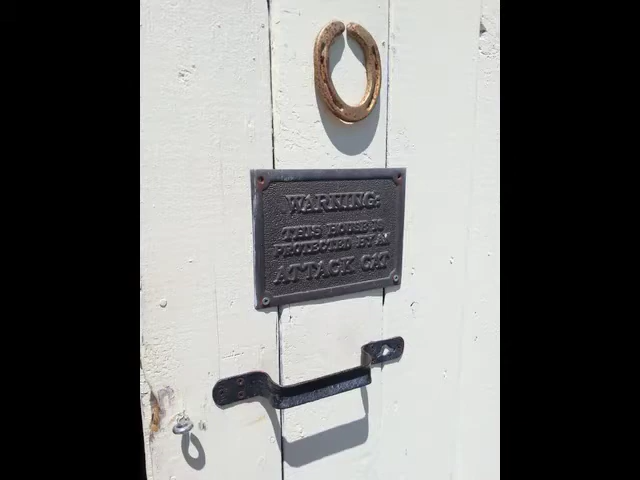 WARNING:
THIS HOUSE IS
PROTECTED BY AN
ATTACK CAT